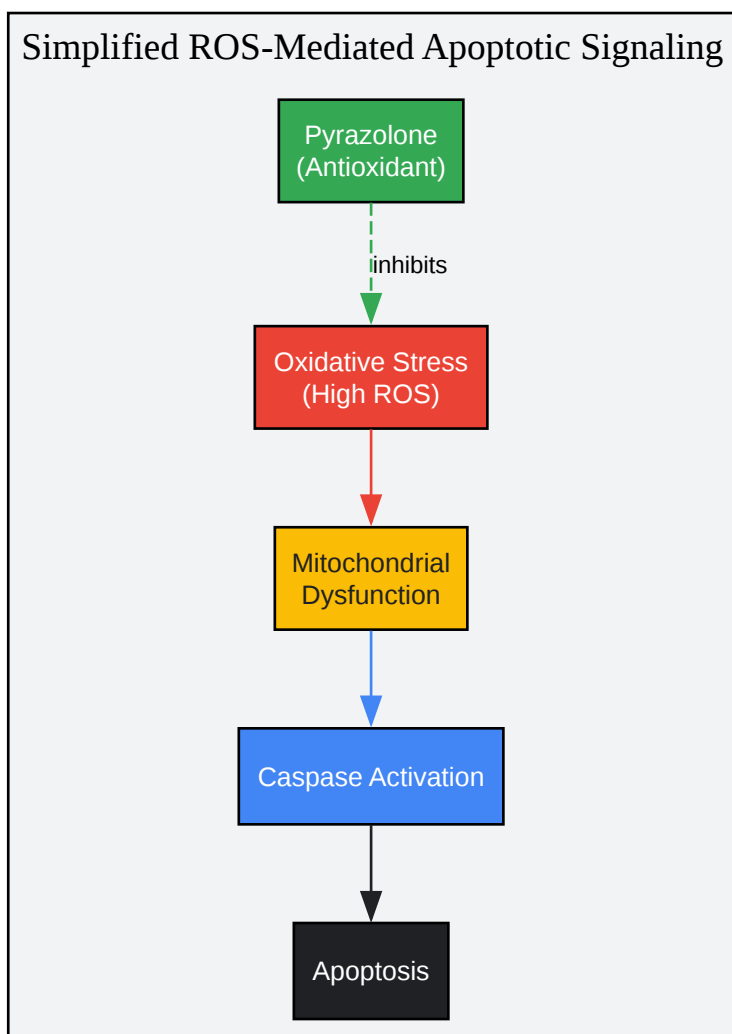 Simplified ROS-Mediated Apoptotic Signaling
Pyrazolone
(Antioxidant)
inhibits
Oxidative Stress
(High ROS)
Mitochondrial
Dysfunction
Caspase Activation
Apoptosis